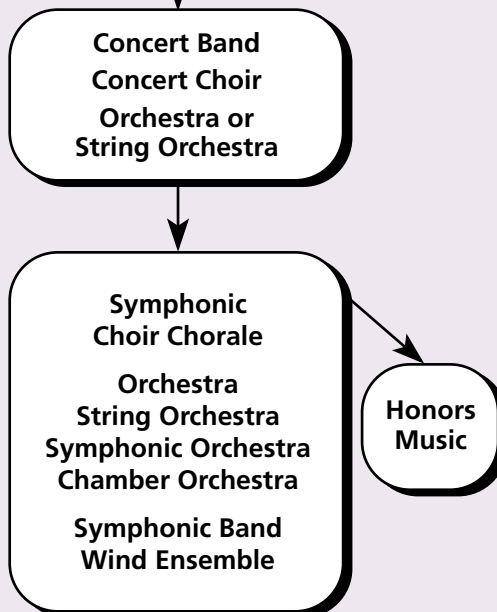 Concert Band
Concert Choir
Orchestra or
String Orchestra
Symphonic
Choir Chorale
Orchestra
String Orchestra
Symphonic Orchestra
Chamber Orchestra
Symphonic Band
Wind Ensemble
Honors
Music